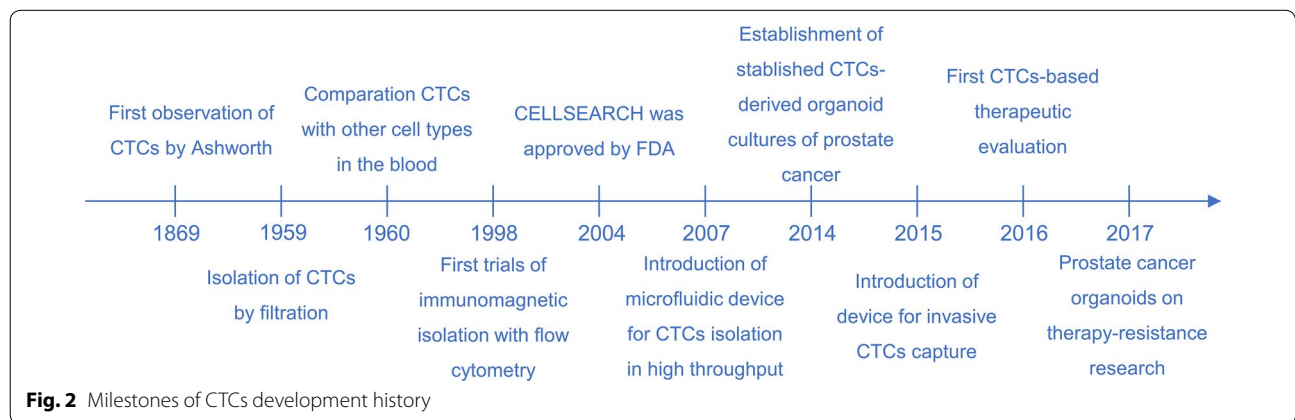 First observation of
CTCs by Ashworth
Comparation CTCs
with other cell types
in the blood
CELLSEARCH was
approved by FDA
Establishment of
stablished CTCs-
derived organoid
cultures of prostate
cancer
First CTCs-based
therapeutic
evaluation
1869
1959
1960
1998
2004
2007
2014
2015
2016
2017
Isolation of CTCs
by filtration
First trials of
immunomagnetic
isolation with flow
cytometry
Introduction of
microfluidic device
for CTCs isolation
in high throughput
Introduction of
device for invasive
CTCs capture
Prostate cancer
organoids on
therapy-resistance
research
Fig. 2 Milestones of CTCs development history